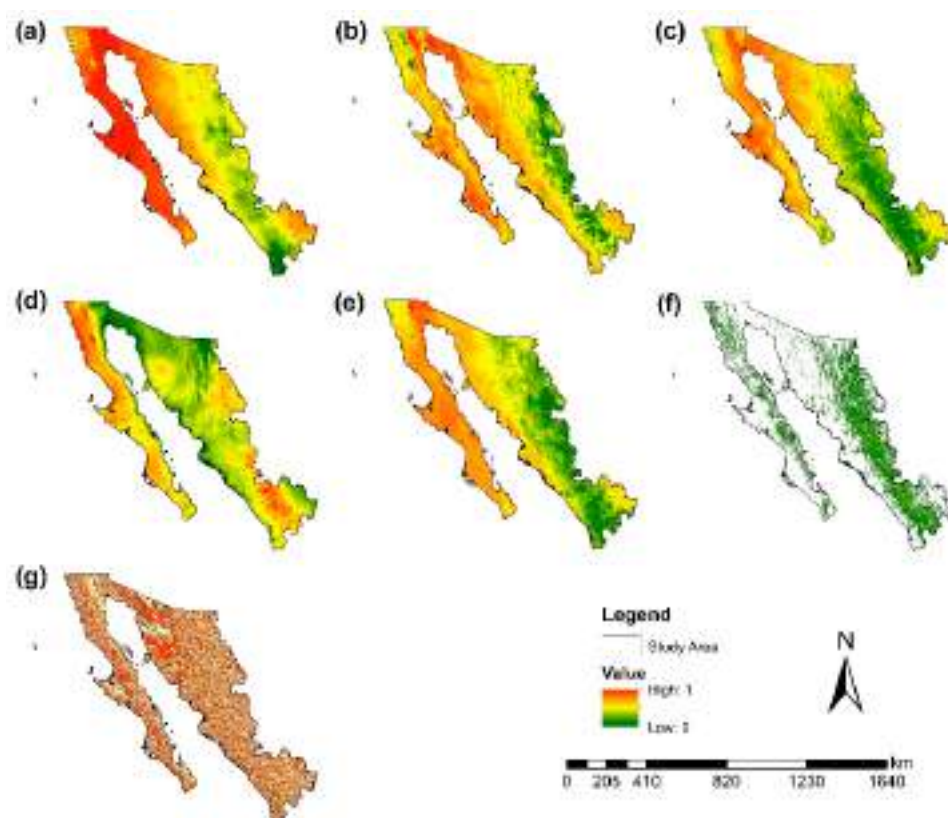 (a)
(b)
(c)
(d)
(e)
(f)
(g)
Legend
Study Area
Value
High: 1
Low: 0
N
km
0 205 410 820 1230 1640